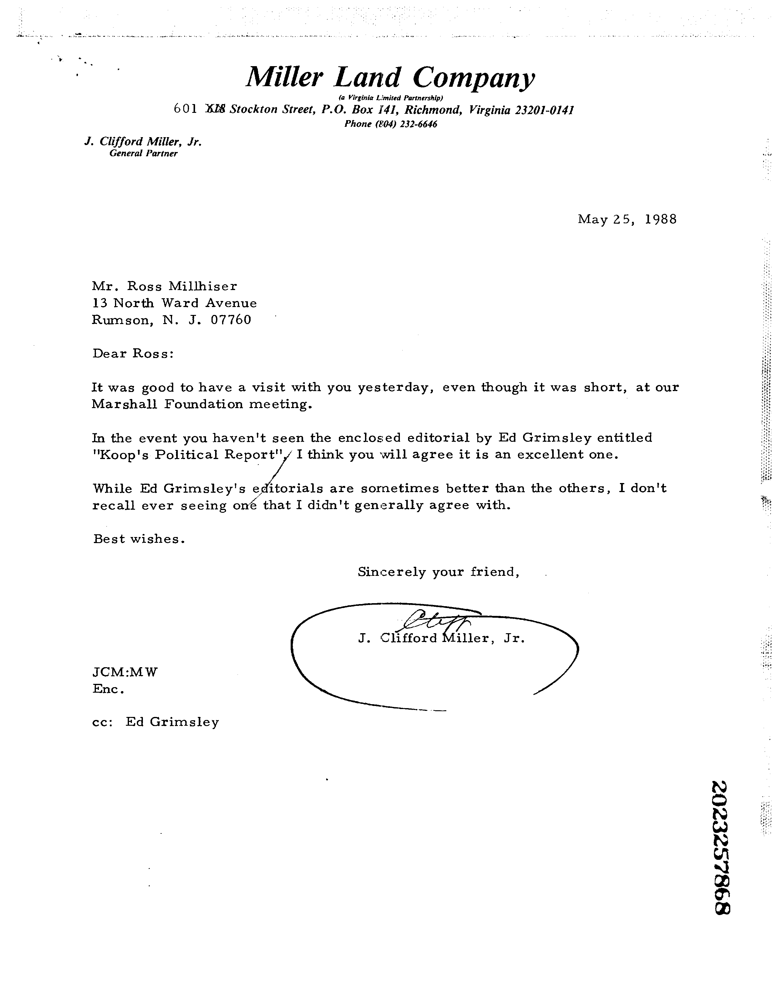 Miller Land Company
(a Virginia Limited Partnership)
601 Stockton Street, P.O. Box 141, Richmond, Virginia 23201-0141
Phone (804) 232-6646
J. Clifford Miller, Jr.
General Partner
May 25, 1988
Mr. Ross Millhiser
13 North Ward Avenue
Rumson, N. J. 07760
Dear Ross:
It was good to have a visit with you yesterday, even though it was short, at our
Marshall Foundation meeting.
In the event you haven't seen the enclosed editorial by Ed Grimsley entitled
"Koop's Political Report", I think you will agree it is an excellent one.
While Ed Grimsley's editorials are sometimes better than the others, I don't
recall ever seeing one that I didn't generally agree with.
Best wishes.
Sincerely your friend,
Cliff
J. Clifford Miller, Jr.
JCM:MW
Enc.
cc: Ed Grimsley
2023257868